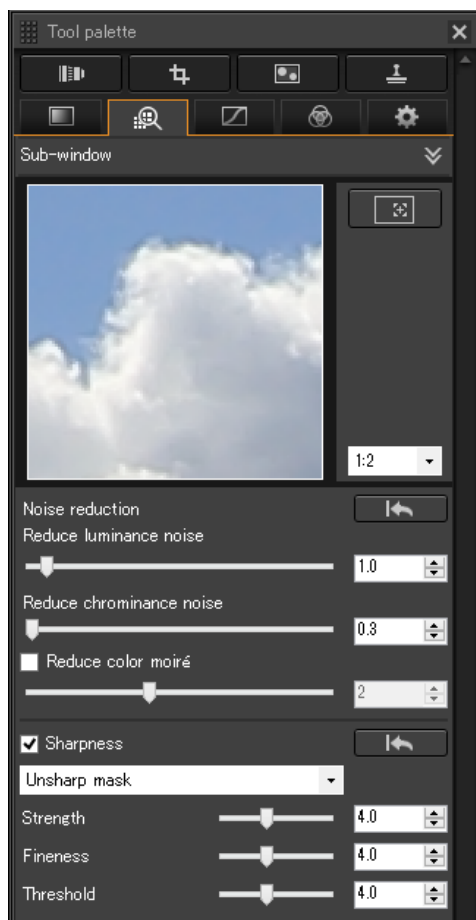 Tool palette
Sub-window
1:2
Noise reduction
Reduce luminance noise
1.0
Reduce chrominance noise
0.3
Reduce color moiré
2
Sharpness
Unsharp mask
Strength 4.0
Fineness 4.0
Threshold 4.0